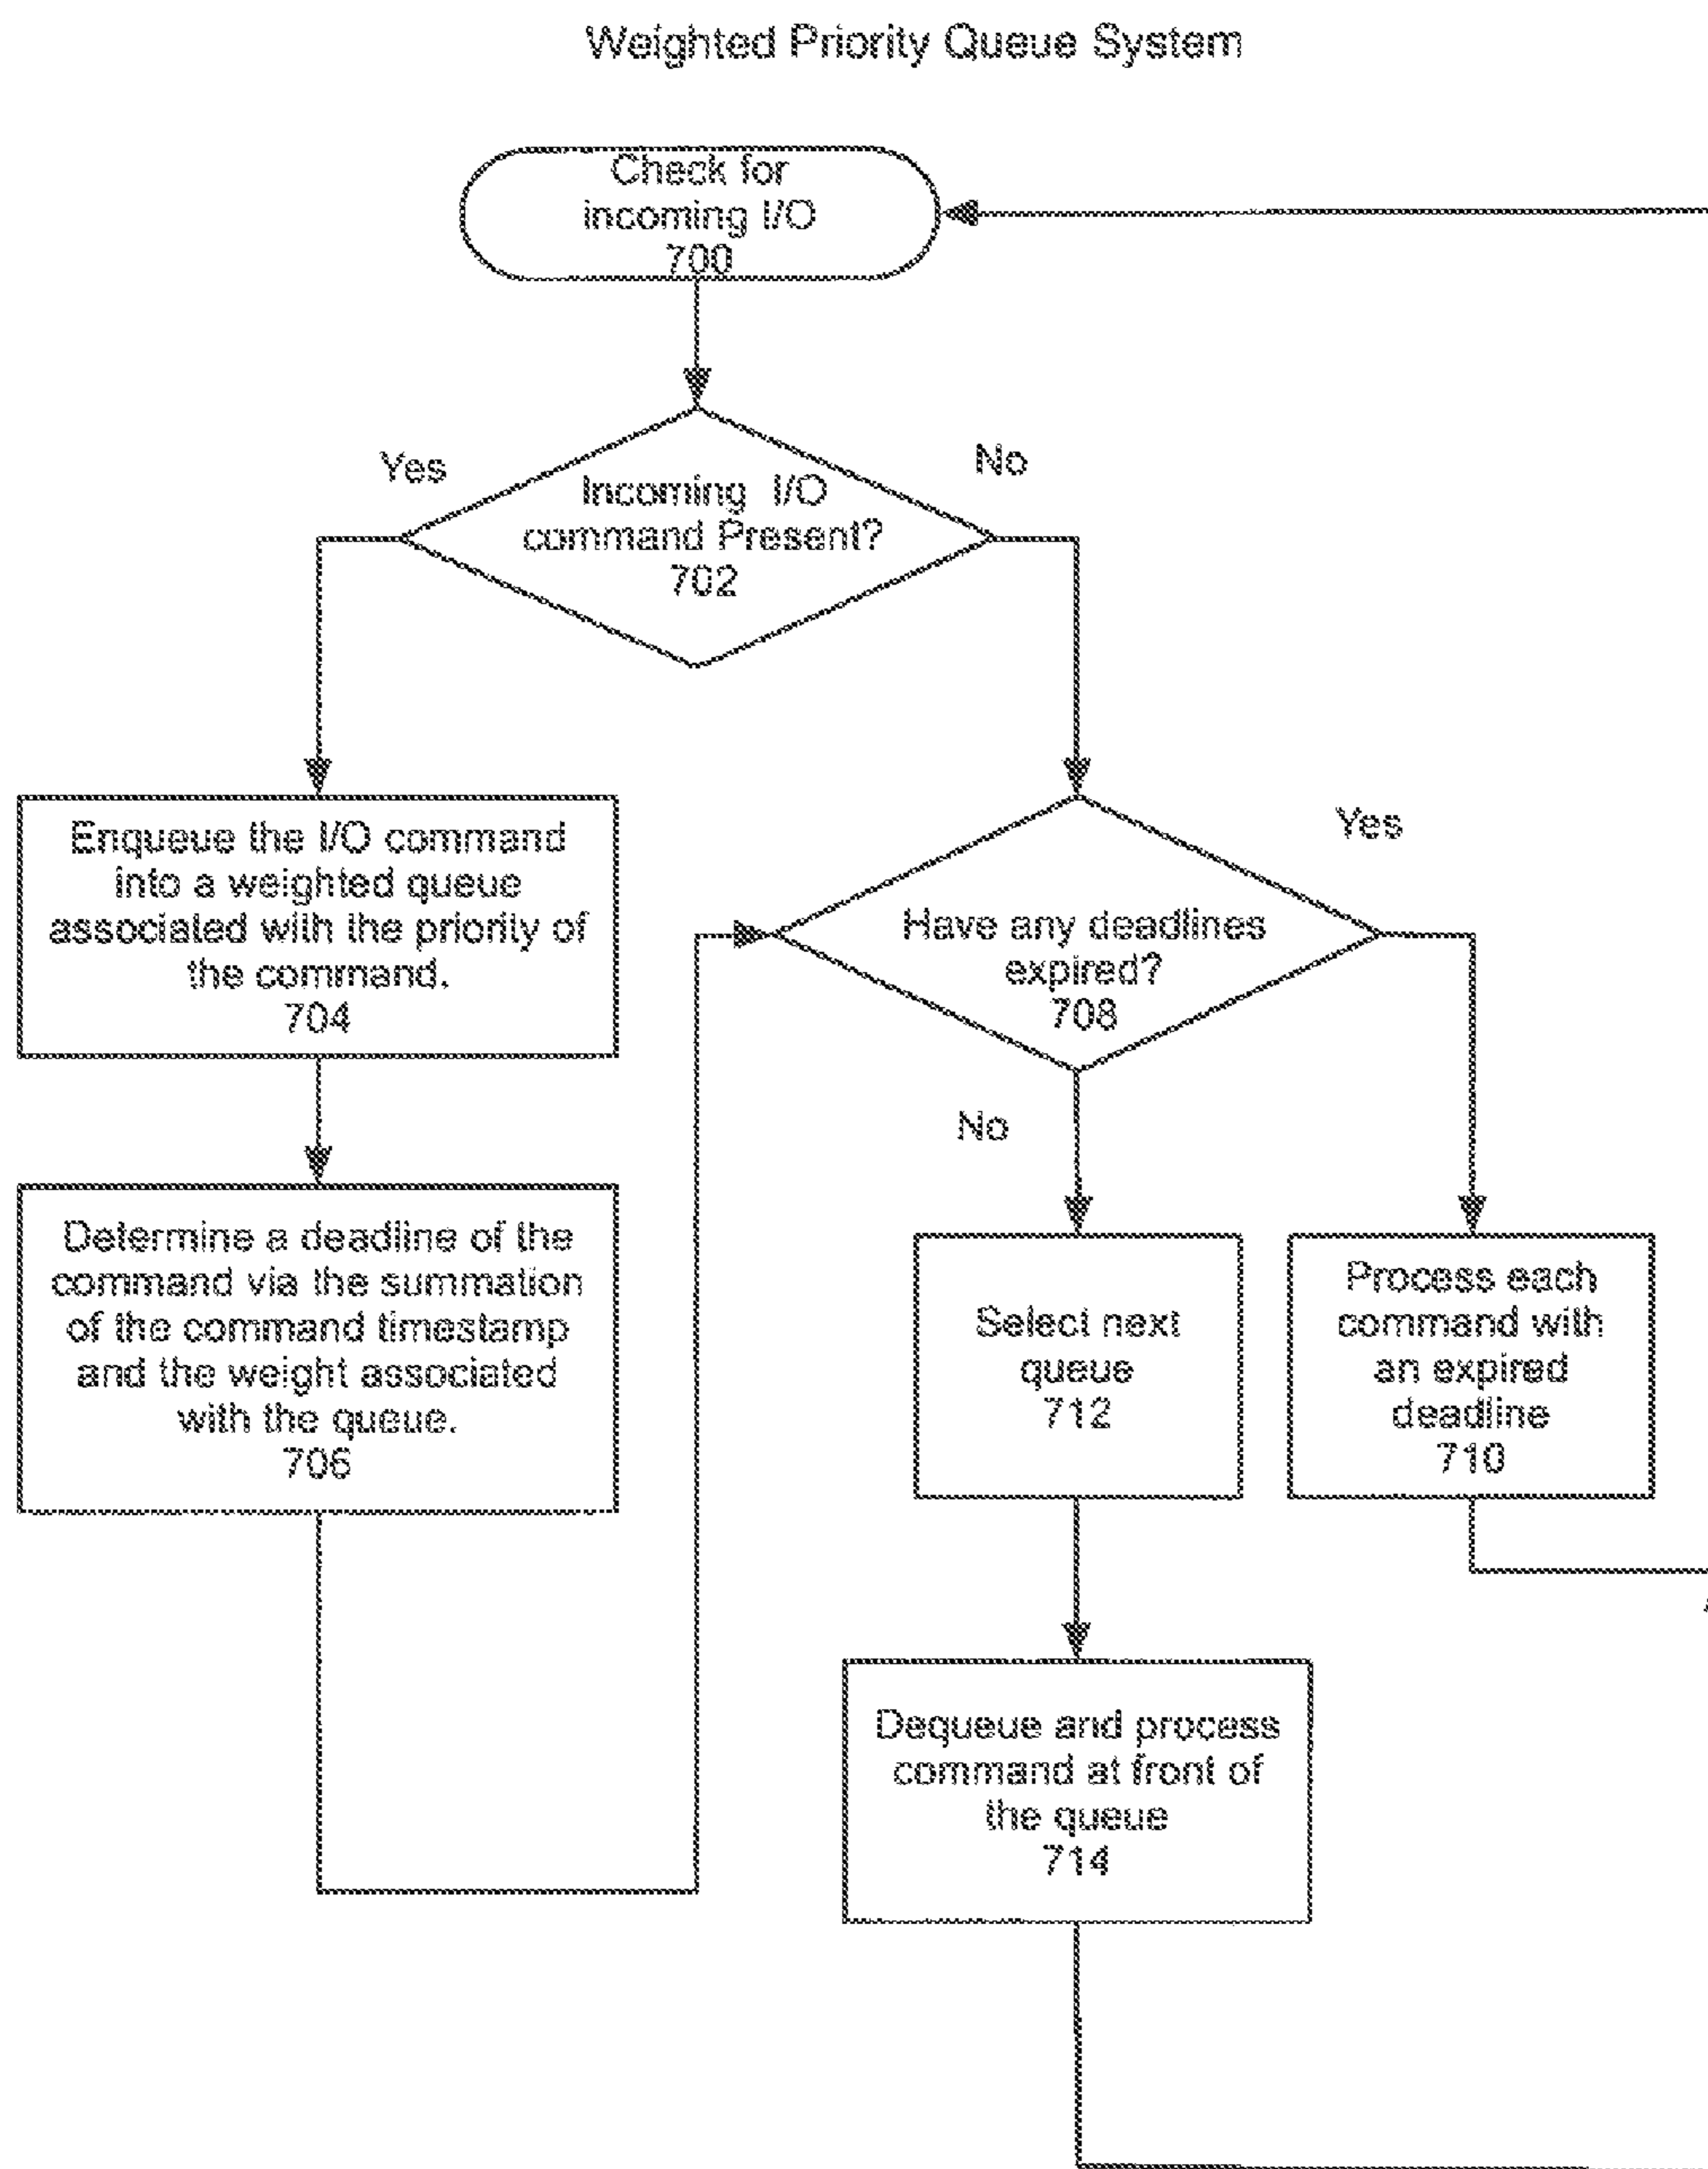 Weighted Priority Queue System
Check for
incoming I/O
700
Yes
No
Incoming I/O
command Present?
702
Enqueue the I/O command
into a weighted queue
associated with the priority of
the command.
704
Yes
Have any deadlines
expired?
708
No
Determine a deadline of the
command via the summation
of the command timestamp
and the weight associated
with the queue.
706
Select next
queue
712
Process each
command with
an expired
deadline
710
Dequeue and process
command at front of
the queue
714